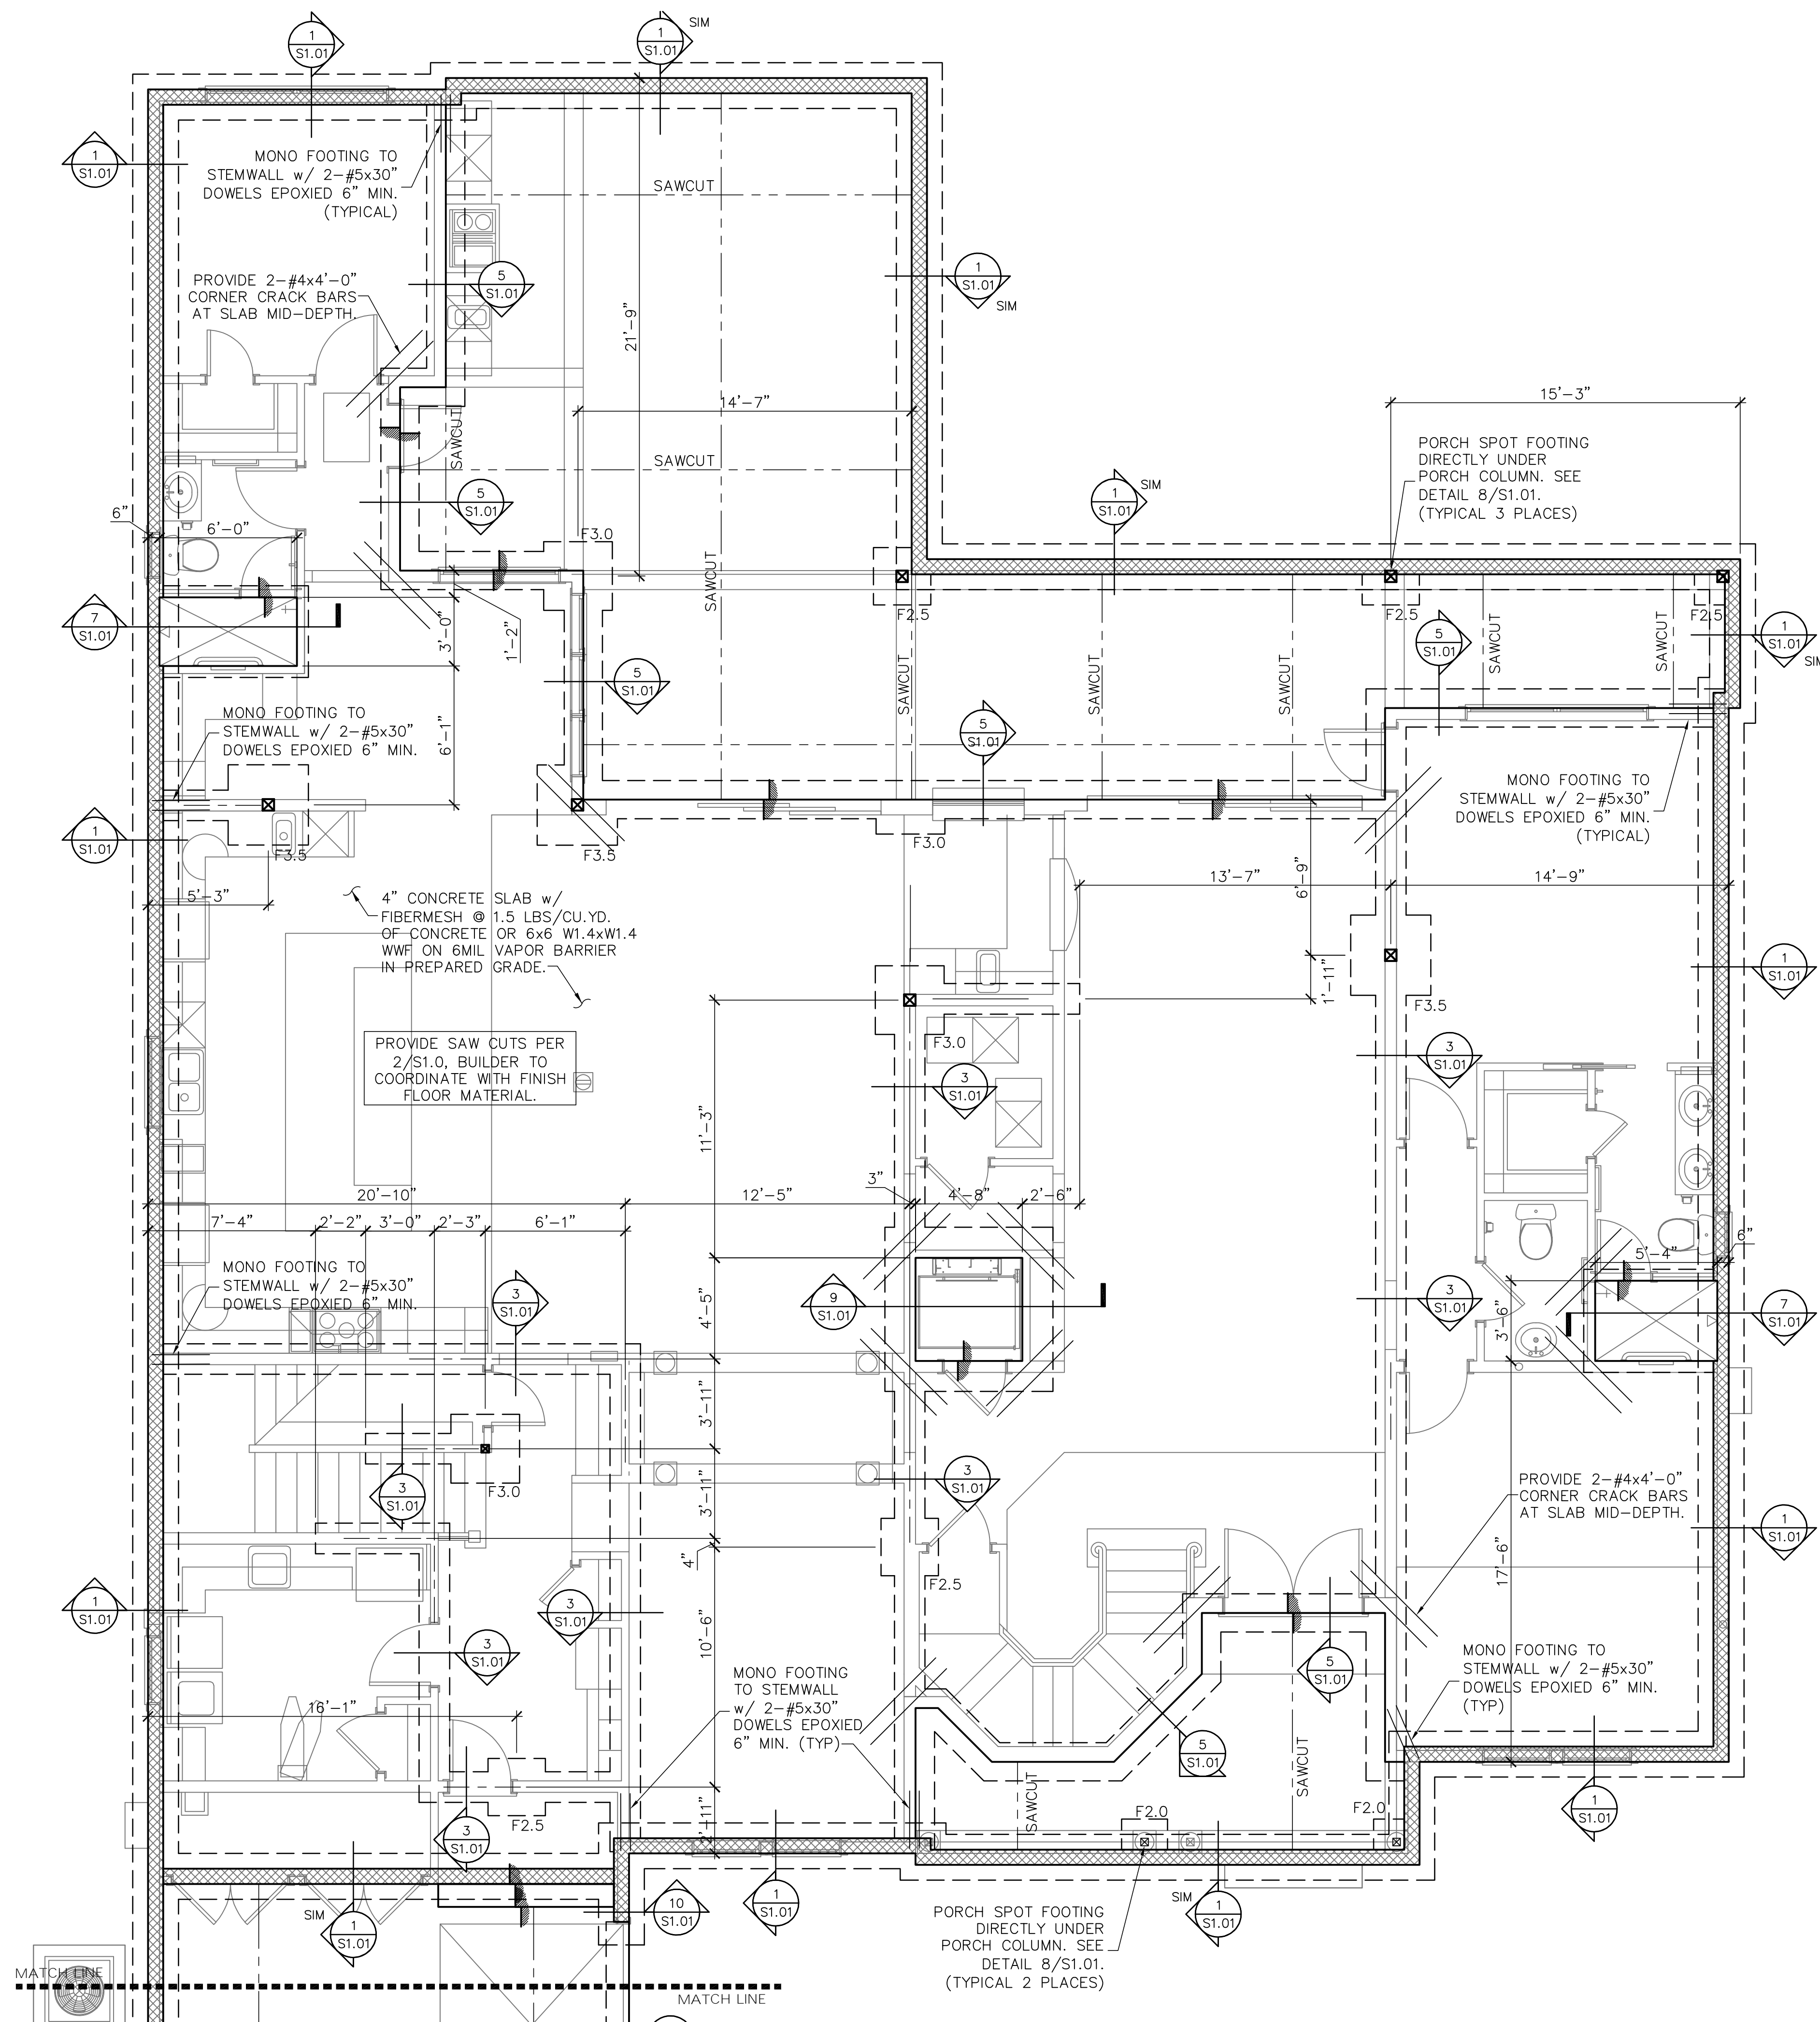 1
S1.01
1
S1.01
SIM
1
S1.01
MONO FOOTING TO
STEMWALL w/ 2-#5x30"
DOWELS EPOXIED 6" MIN.
(TYPICAL)
SAWCUT
PROVIDE 2-#4x4'-0"
CORNER CRACK BARS
AT SLAB MID-DEPTH.
5
S1.01
1
S1.01
SIM
21'-9"
14'-7"
15'-3"
SAWCUT
SAWCUT
5
S1.01
PORCH SPOT FOOTING
DIRECTLY UNDER
PORCH COLUMN. SEE
DETAIL 8/S1.01.
(TYPICAL 3 PLACES)
1
S1.01
SIM
6"
6'-0"
F3.0
SAWCUT
F2.5
F2.5
F2.5
7
S1.01
3'-0"
1'-2"
5
S1.01
5
S1.01
SAWCUT
SAWCUT
1
S1.01
SIM
SAWCUT
SAWCUT
SAWCUT
MONO FOOTING TO
STEMWALL w/ 2-#5x30"
DOWELS EPOXIED 6" MIN.
6'-1"
5
S1.01
MONO FOOTING TO
STEMWALL w/ 2-#5x30"
DOWELS EPOXIED 6" MIN.
(TYPICAL)
1
S1.01
F3.5
F3.5
F3.0
5'-3"
6'-9"
13'-7"
14'-9"
4" CONCRETE SLAB w/
FIBERMESH @ 1.5 LBS/CU.YD.
OF CONCRETE OR 6x6 W1.4xW1.4
WWF ON 6MIL VAPOR BARRIER
IN PREPARED GRADE.
1'-11"
F3.5
1
S1.01
PROVIDE SAW CUTS PER
2/S1.0, BUILDER TO
COORDINATE WITH FINISH
FLOOR MATERIAL.
F3.0
3
S1.01
3
S1.01
11'-3"
20'-10"
12'-5"
3"
4'-8"
2'-6"
7'-4"
2'-2"
3'-0"
2'-3"
6'-1"
MONO FOOTING TO
STEMWALL w/ 2-#5x30"
DOWELS EPOXIED 6" MIN.
3
S1.01
4'-5"
9
S1.01
3
S1.01
5'-4"
6"
3'-6"
7
S1.01
3'-11"
3
S1.01
F3.0
3'-11"
3
S1.01
PROVIDE 2-#4x4'-0"
CORNER CRACK BARS
AT SLAB MID-DEPTH.
1
S1.01
4"
F2.5
17'-6"
1
S1.01
3
S1.01
3
S1.01
10'-6"
16'-1"
MONO FOOTING
TO STEMWALL
w/ 2-#5x30"
DOWELS EPOXIED
6" MIN. (TYP)
5
S1.01
5
S1.01
MONO FOOTING TO
STEMWALL w/ 2-#5x30"
DOWELS EPOXIED 6" MIN.
(TYP)
SAWCUT
SAWCUT
F2.0
F2.0
1
S1.01
3
S1.01
F2.5
2'-11"
SIM
1
S1.01
10
S1.01
1
S1.01
SIM
1
S1.01
PORCH SPOT FOOTING
DIRECTLY UNDER
PORCH COLUMN. SEE
DETAIL 8/S1.01.
(TYPICAL 2 PLACES)
MATCH LINE
MATCH LINE